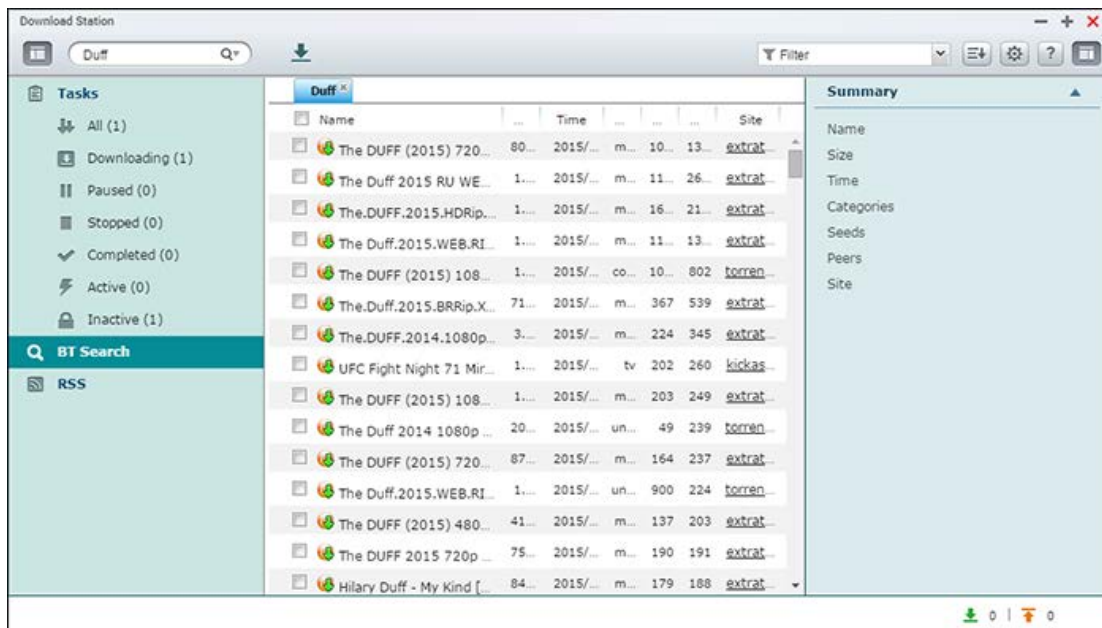 Download Station
Duff
Filter
?
Tasks
All (1)
Downloading (1)
Paused (0)
Stopped (0)
Completed (0)
Active (0)
Inactive (1)
BT Search
RSS
Duff
Name ... Time ... ... ... Site
The DUFF (2015) 720... 80... 2015/... m... 10... 13... extrat...
The Duff 2015 RU WE... 1.... 2015/... m... 11... 26... extrat...
The.DUFF.2015.HDRip.... 1.... 2015/... m... 16... 21... extrat...
The Duff.2015.WEB.RI... 1.... 2015/... m... 11... 13... extrat...
The DUFF (2015) 108... 1.... 2015/... co... 10... 802 torren...
The.Duff.2015.BRRip.X... 71... 2015/... m... 367 539 extrat...
The.DUFF.2014.1080p... 3.... 2015/... m... 224 345 extrat...
UFC Fight Night 71 Mir... 1.... 2015/... tv 202 260 kickas...
The DUFF (2015) 108... 1.... 2015/... m... 203 249 extrat...
The Duff 2014 1080p ... 20... 2015/... un... 49 239 torren...
The DUFF (2015) 720... 87... 2015/... m... 164 237 extrat...
The Duff.2015.WEB.RI... 1.... 2015/... un... 900 224 torren...
The DUFF (2015) 480... 41... 2015/... m... 137 203 extrat...
The DUFF 2015 720p ... 75... 2015/... m... 190 191 extrat...
Hilary Duff - My Kind [... 84... 2015/... m... 179 188 extrat...
Summary
Name
Size
Time
Categories
Seeds
Peers
Site
0 | 0